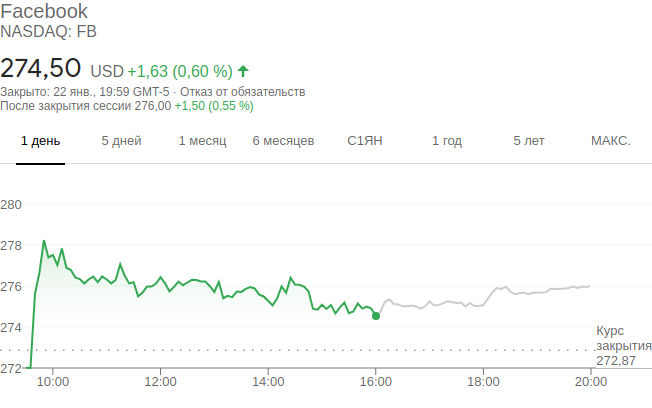 Facebook
NASDAQ: FB
274,50 USD +1,63 (0,60 %)
Закрыто: 22 янв., 19:59 GMT-5 · Отказ от обязательств
После закрытия сессии 276,00 +1,50 (0,55 %)
1 день 5 дней 1 месяц 6 месяцев С1ЯН 1 год 5 лет МАКС.
280
278
276
274
Курс
закрытия
272,87
272
10:00 12:00 14:00 16:00 18:00 20:00